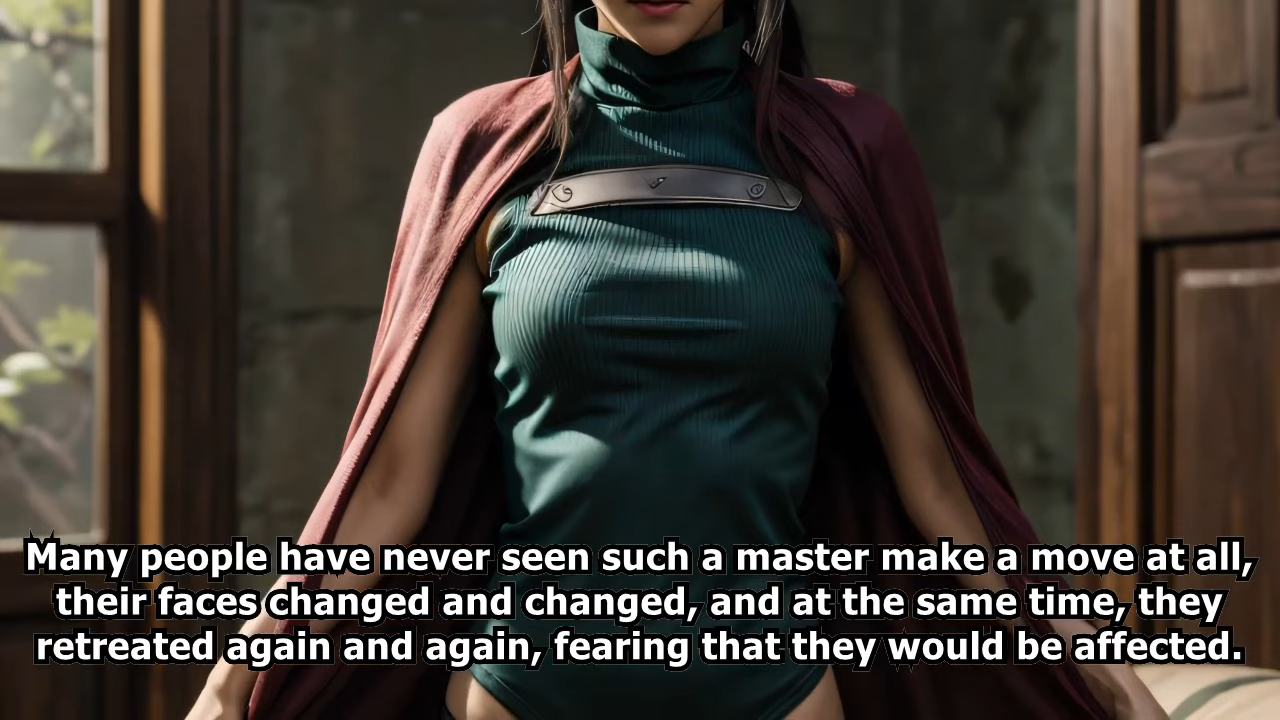 Many people have never seen such a master make a move at all,
their faces changed and changed, and at the same time, they
retreated again and again, fearing that they would be affected.